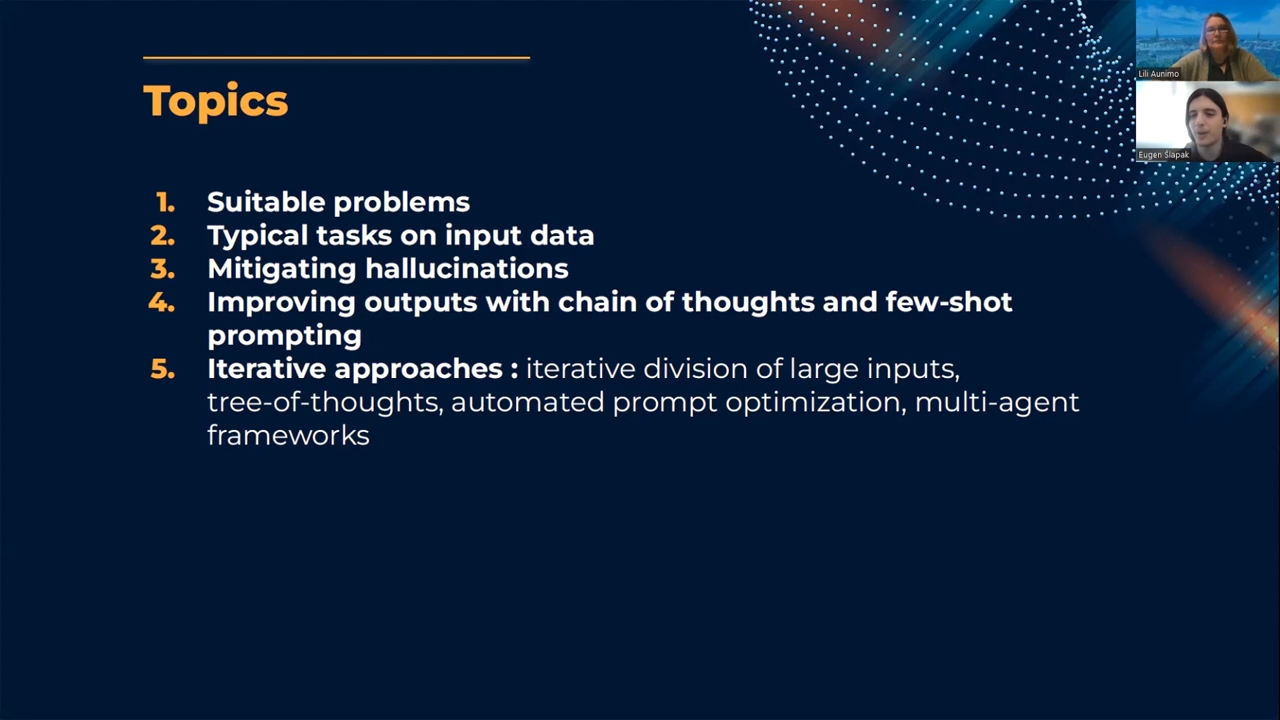 Topics
1. Suitable problems
2. Typical tasks on input data
3. Mitigating hallucinations
4. Improving outputs with chain of thoughts and few-shot
prompting
5. Iterative approaches : iterative division of large inputs,
tree-of-thoughts, automated prompt optimization, multi-agent
frameworks
Lili Aunimo
Eugen Šlapak